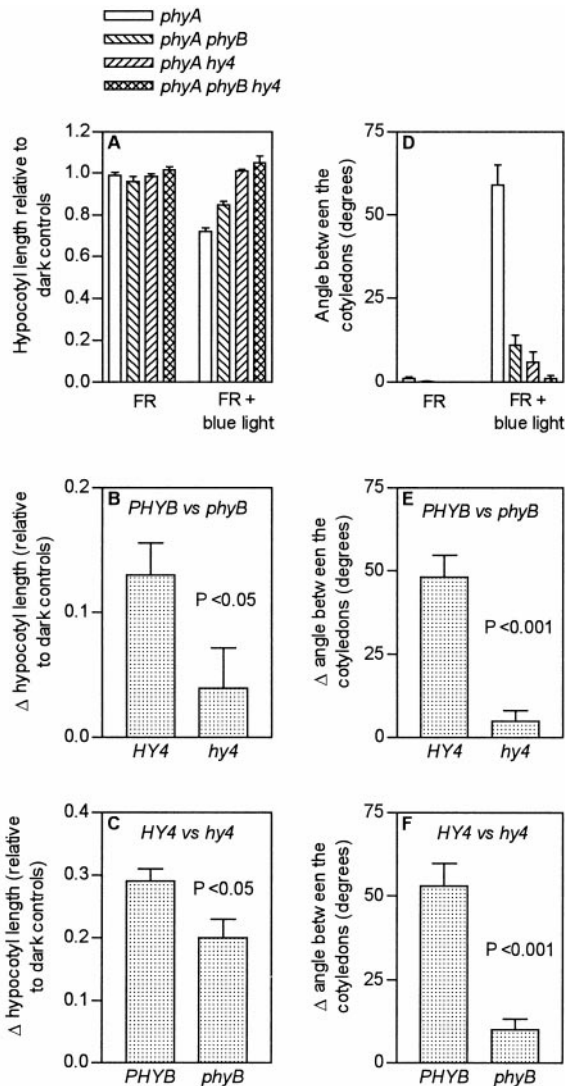 phyA
phyA phyB
phyA hy4
phyA phyB hy4
A
Hypocotyl length relative to
dark controls
1.2
1.0
0.8
0.6
0.4
0.2
0.0
FR
FR +
blue light
D
Angle between the
cotyledons (degrees)
75
50
25
0
FR
FR +
blue light
B
PHYB vs phyB
Δ hypocotyl length (relative
to dark controls)
0.2
0.1
0.0
P <0.05
HY4 hy4
E
PHYB vs phyB
Δ angle between the
cotyledons (degrees)
75
50
25
0
P <0.001
HY4 hy4
C
HY4 vs hy4
Δ hypocotyl length (relative
to dark controls)
0.4
0.3
0.2
0.1
0.0
P <0.05
PHYB phyB
F
HY4 vs hy4
Δ angle between the
cotyledons (degrees)
75
50
25
0
P <0.001
PHYB phyB